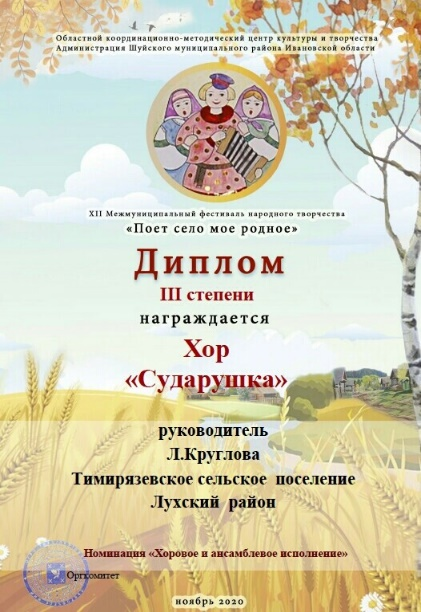 Областной координационно-методический центр культуры и творчества
Администрация Шуйского муниципального района Ивановской области
XII Межмуниципальный фестиваль народного творчества
«Поет село мое родное»
Диплом
III степени
награждается
Хор
«Сударушка»
руководитель
Л.Круглова
Тимирязевское сельское поселение
Лухский район
Номинация «Хоровое и ансамблевое исполнение»
Оргкомитет
ноябрь 2020